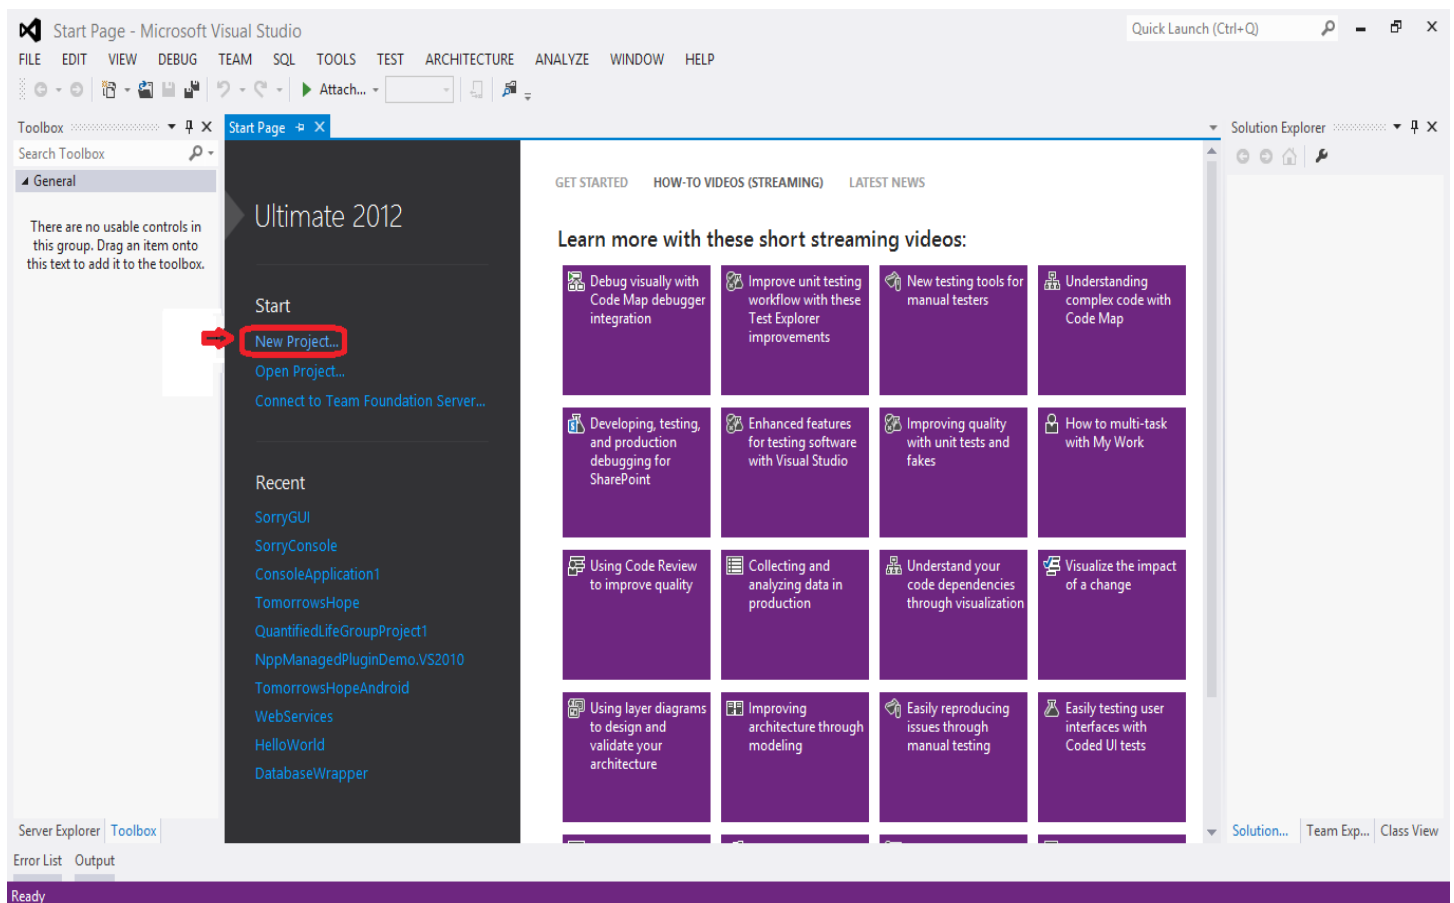 Start Page - Microsoft Visual Studio
Quick Launch (Ctrl+Q)
FILE EDIT VIEW DEBUG TEAM SQL TOOLS TEST ARCHITECTURE ANALYZE WINDOW HELP
Attach...
Toolbox
Search Toolbox
General
There are no usable controls in
this group. Drag an item onto
this text to add it to the toolbox.
Server Explorer Toolbox
Start Page
Ultimate 2012
Start
New Project...
Open Project...
Connect to Team Foundation Server...
Recent
SorryGUI
SorryConsole
ConsoleApplication1
TomorrowsHope
QuantifiedLifeGroupProject1
NppManagedPluginDemo.VS2010
TomorrowsHopeAndroid
WebServices
HelloWorld
DatabaseWrapper
GET STARTED HOW-TO VIDEOS (STREAMING) LATEST NEWS
Learn more with these short streaming videos:
Debug visually with
Code Map debugger
integration
Improve unit testing
workflow with these
Test Explorer
improvements
New testing tools for
manual testers
Understanding
complex code with
Code Map
Developing, testing,
and production
debugging for
SharePoint
Enhanced features
for testing software
with Visual Studio
Improving quality
with unit tests and
fakes
How to multi-task
with My Work
Using Code Review
to improve quality
Collecting and
analyzing data in
production
Understand your
code dependencies
through visualization
Visualize the impact
of a change
Using layer diagrams
to design and
validate your
architecture
Improving
architecture through
modeling
Easily reproducing
issues through
manual testing
Easily testing user
interfaces with
Coded UI tests
Solution Explorer
Solution... Team Exp... Class View
Error List Output
Ready